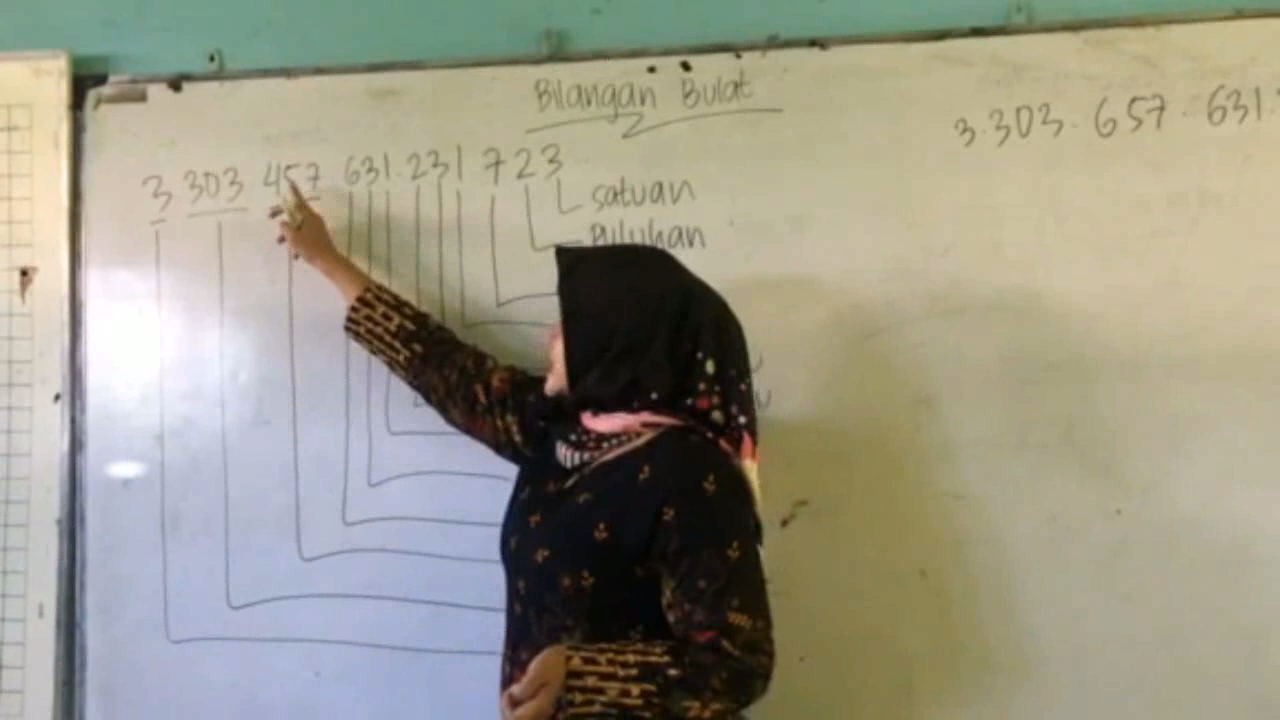 Bilangan Bulat
3 303 457 631.231 723
satuan
Puluhan
3.303.657.631.